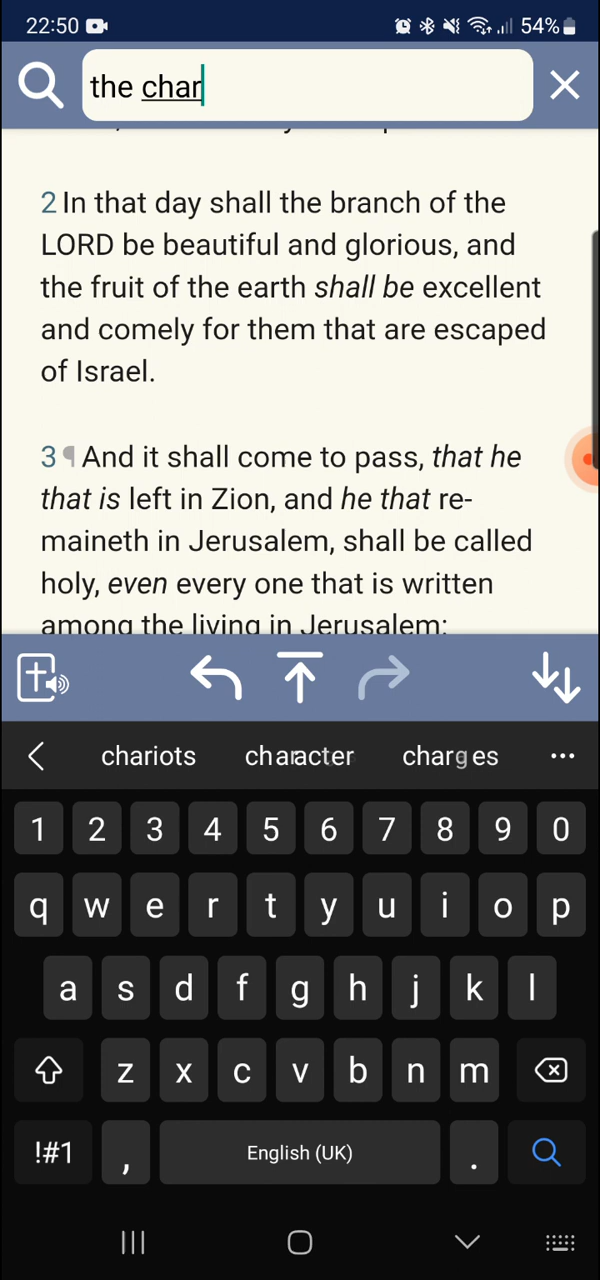 22:50 54%
the char
2 In that day shall the branch of the
LORD be beautiful and glorious, and
the fruit of the earth shall be excellent
and comely for them that are escaped
of Israel.
3 ¶ And it shall come to pass, that he
that is left in Zion, and he that re-
maineth in Jerusalem, shall be called
holy, even every one that is written
among the living in Jerusalem:
chariots character charges ...
1 2 3 4 5 6 7 8 9 0
q w e r t y u i o p
a s d f g h j k l
z x c v b n m
!#1 , English (UK) .